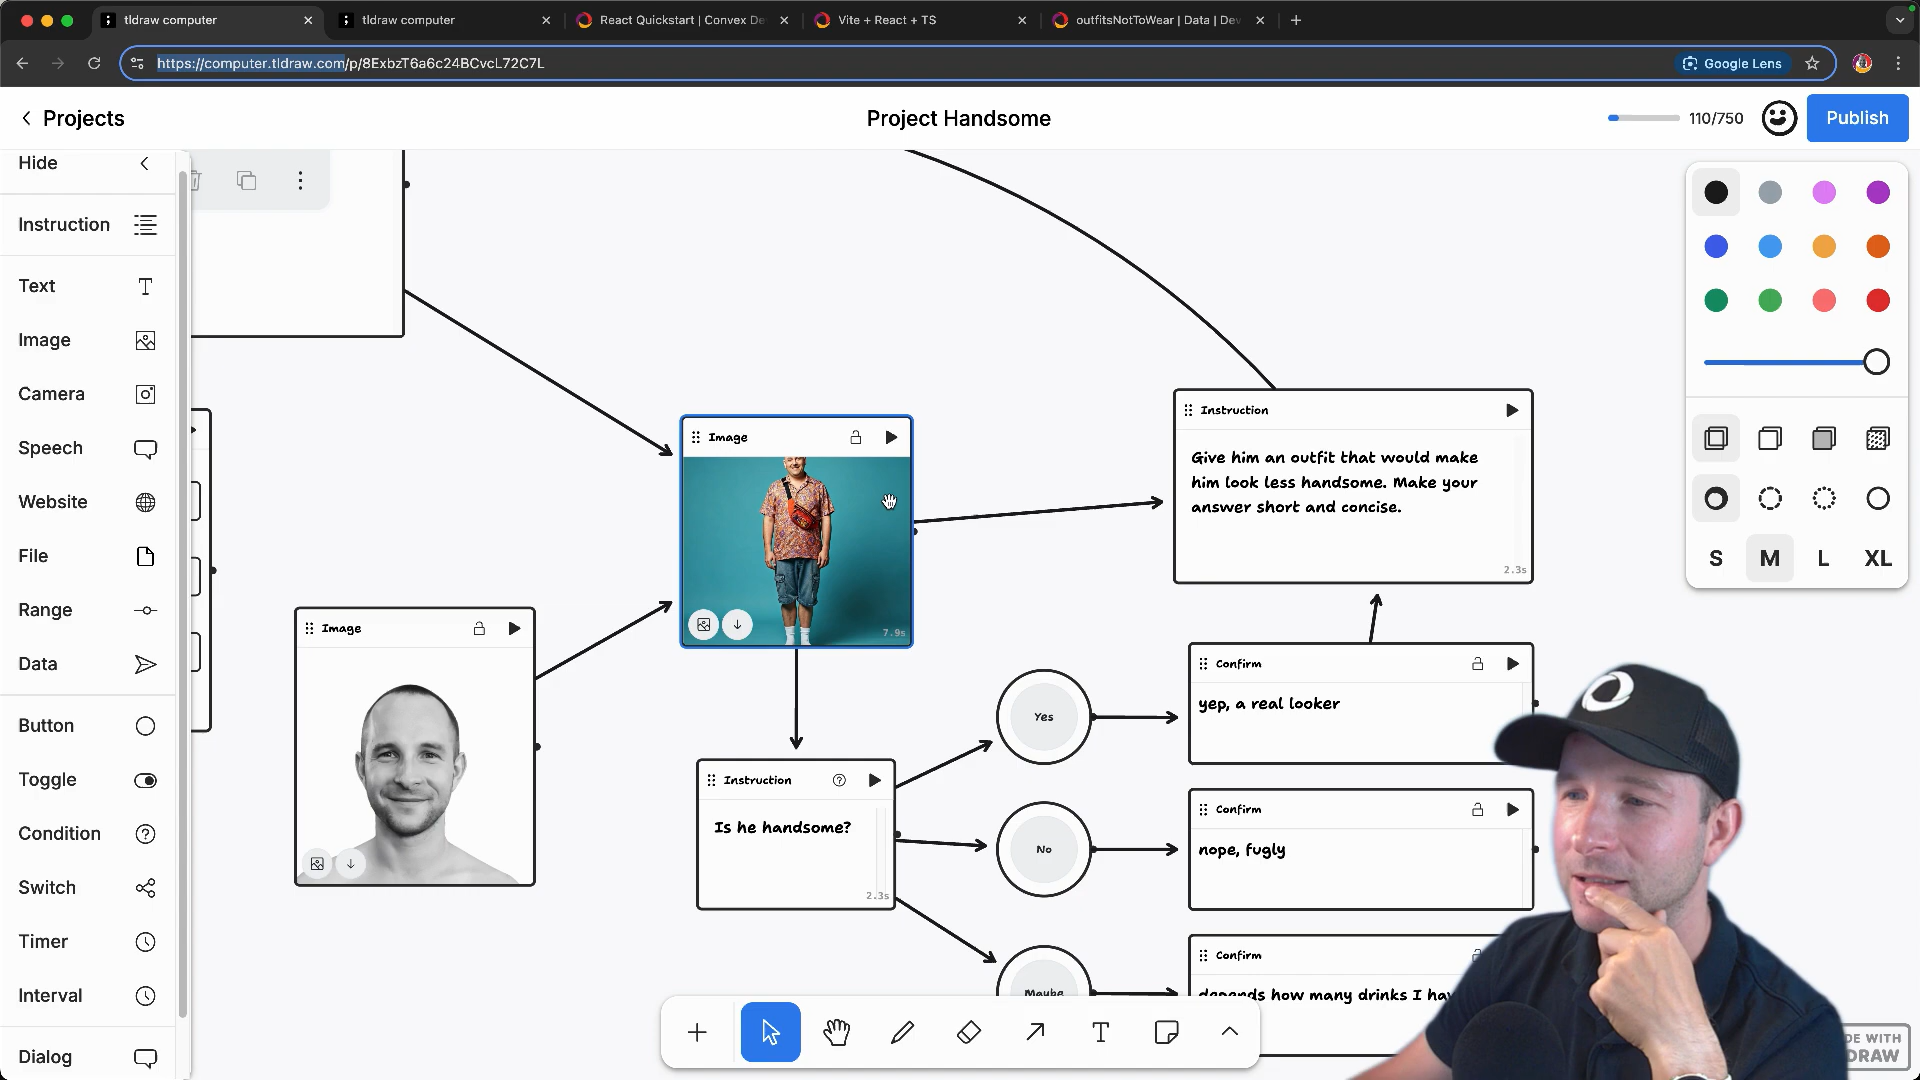 tldraw computer
tldraw computer
React Quickstart | Convex De
Vite + React + TS
outfitsNotToWear | Data | Dev
https://computer.tldraw.com/p/8ExbzT6a6c24BCvcL72C7L
Google Lens
Projects
Project Handsome
110/750
Publish
Hide
Instruction
Text
Image
Camera
Speech
Website
File
Range
Data
Button
Toggle
Condition
Switch
Timer
Interval
Dialog
Image
7.9s
Instruction
Give him an outfit that would make
him look less handsome. Make your
answer short and concise.
2.3s
Image
Instruction
Is he handsome?
2.3s
Yes
No
Maybe
Confirm
yep, a real looker
Confirm
nope, fugly
Confirm
depends how many drinks I ha
S M L XL
DE WITH
DRAW